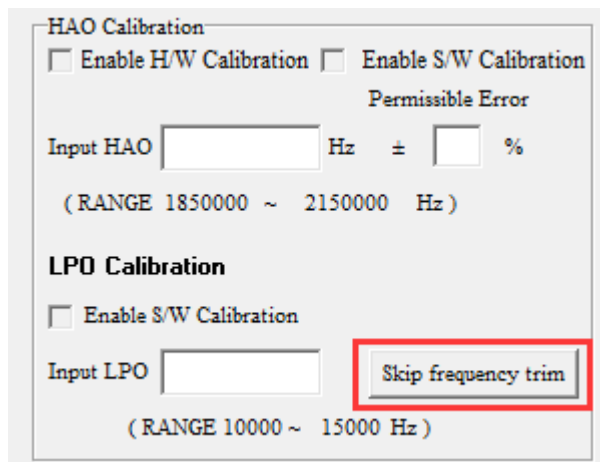 HAO Calibration
Enable H/W Calibration Enable S/W Calibration
Permissible Error
Input HAO Hz ± %
( RANGE 1850000 ~ 2150000 Hz )
LPO Calibration
Enable S/W Calibration
Input LPO Skip frequency trim
( RANGE 10000 ~ 15000 Hz )